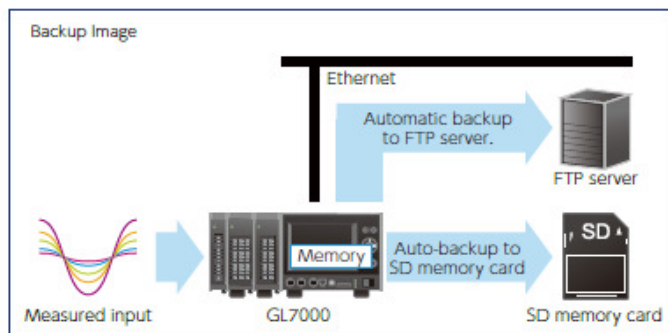 Backup Image
Ethernet
Automatic backup
to FTP server.
FTP server
Memory
Auto-backup to
SD memory card
SD
Measured input
GL7000
SD memory card